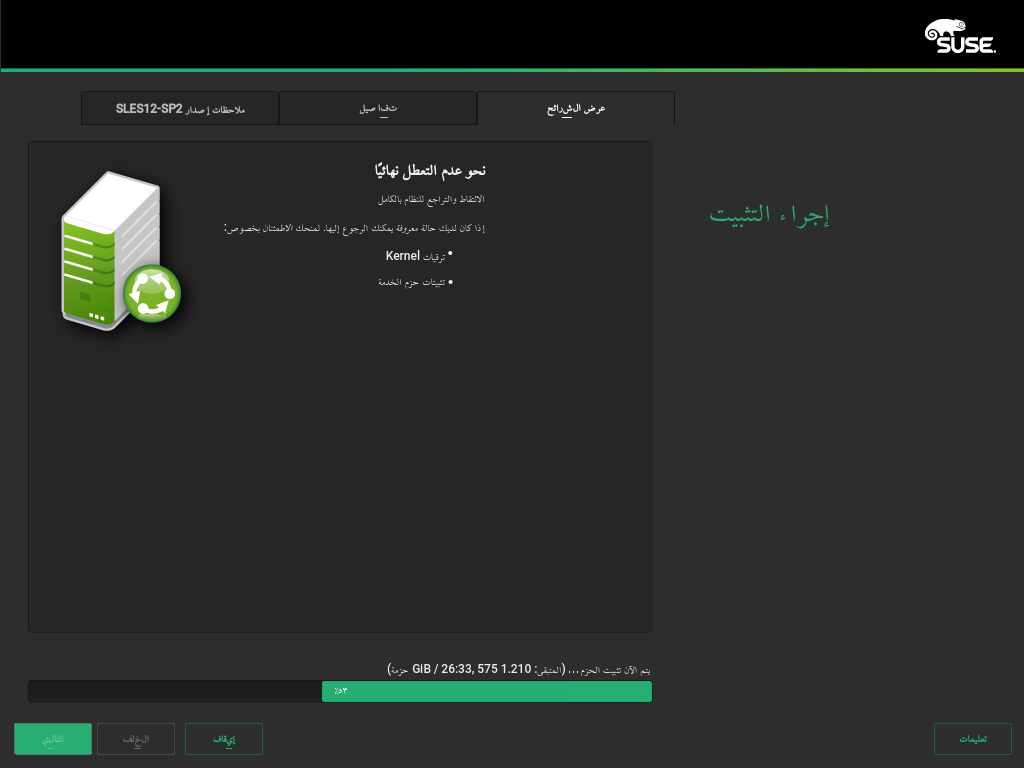 SUSE
عرض الشرائح
تفاصيل
ملاحظات إصدار SLES12-SP2
إجراء التثبيت
نحو عدم التعطل نهائيًا
الالتقاط والتراجع للنظام بالكامل
إذا كان لديك حالة معروفة يمكنك الرجوع إليها، لمنحك الاطمئنان بخصوص:
• ترقيات Kernel
• تثبيتات حزم الخدمة
يتم الآن تثبيت الحزم... (المتبقى: 1.210 GiB / 26:33, 575 حزمة)
٥٣٪
تعليمات
إيقاف
الخلف
التالي